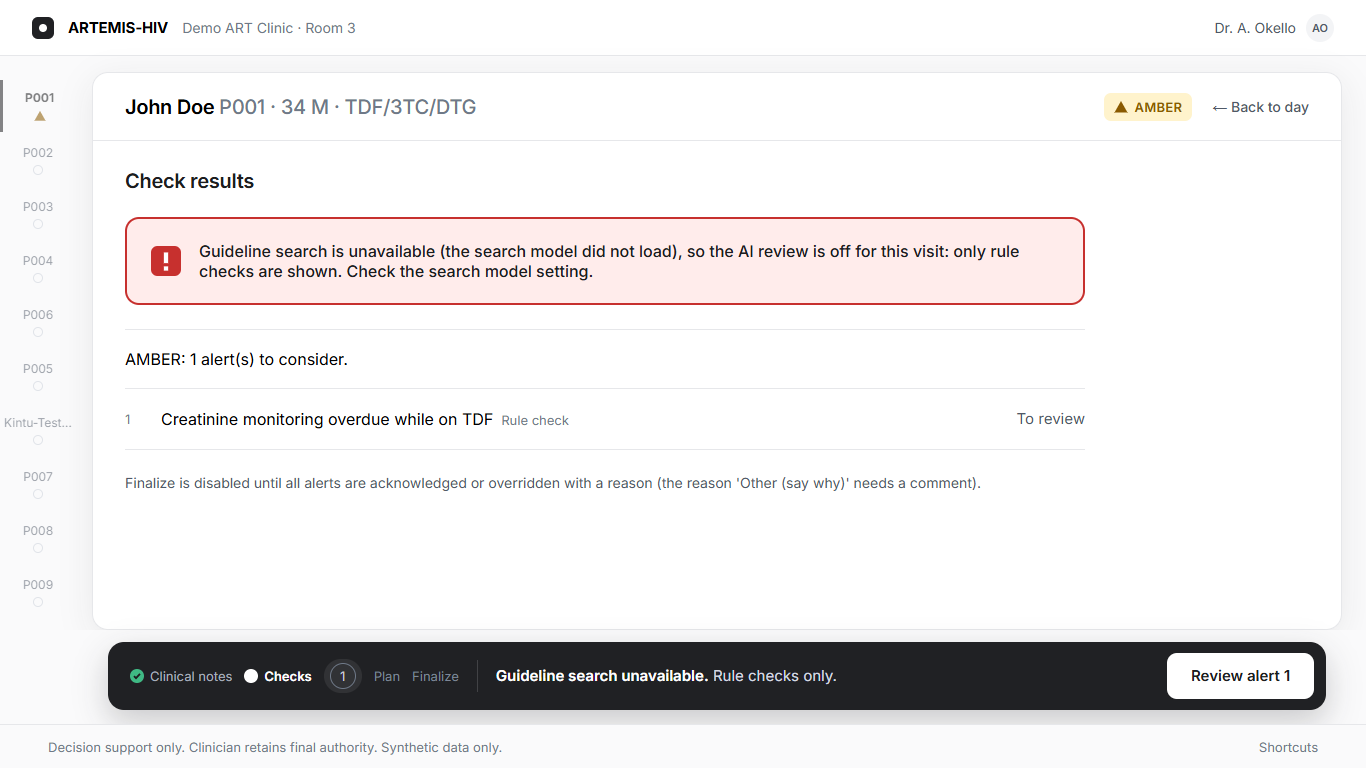 ARTEMIS-HIV Demo ART Clinic · Room 3
Dr. A. Okello AO
P001
P002
P003
P004
P006
P005
Kintu-Test...
P007
P008
P009
John Doe P001 · 34 M · TDF/3TC/DTG
AMBER
← Back to day
Check results
Guideline search is unavailable (the search model did not load), so the AI review is off for this visit: only rule
checks are shown. Check the search model setting.
AMBER: 1 alert(s) to consider.
1 Creatinine monitoring overdue while on TDF Rule check To review
Finalize is disabled until all alerts are acknowledged or overridden with a reason (the reason 'Other (say why)' needs a comment).
Clinical notes Checks 1 Plan Finalize Guideline search unavailable. Rule checks only. Review alert 1
Decision support only. Clinician retains final authority. Synthetic data only. Shortcuts